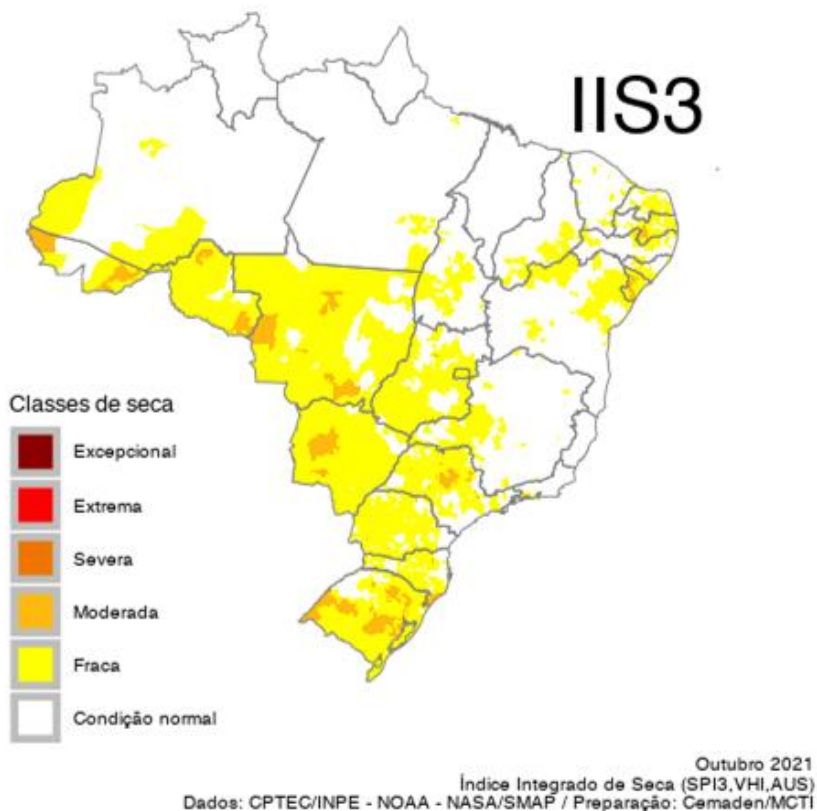 IIS3
Classes de seca
Excepcional
Extrema
Severa
Moderada
Fraca
Condição normal
Outubro 2021
Índice Integrado de Seca (SPI3,VHI,AUS)
Dados: CPTEC/INPE - NOAA - NASA/SMAP / Preparação: Cemaden/MCTI